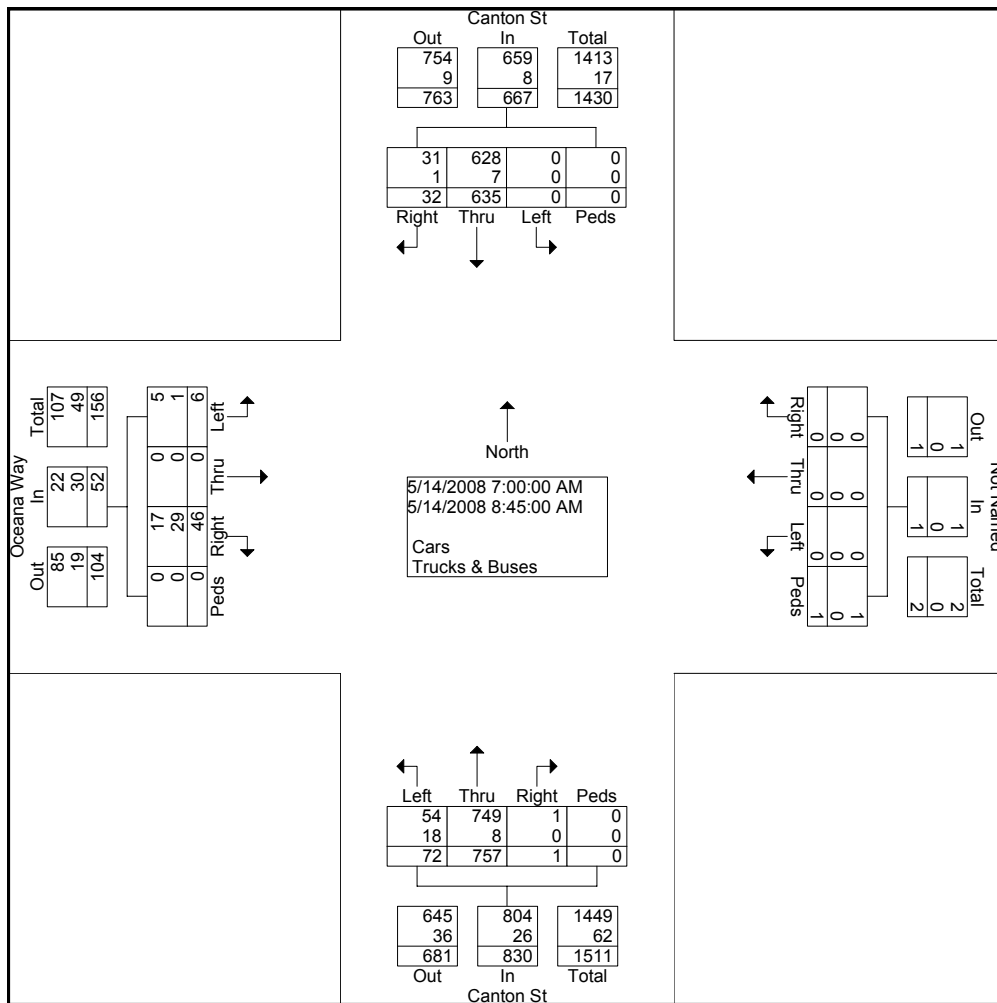 Canton St
Out In Total
754 659 1413
9 8 17
763 667 1430
31 628 0 0
1 7 0 0
32 635 0 0
Right Thru Left Peds
Oceana Way
Total
107
49
156
In
22
30
52
Out
85
19
104
Left
5
1
6
Thru
0
0
0
Right
17
29
46
Peds
0
0
0
North
5/14/2008 7:00:00 AM
5/14/2008 8:45:00 AM
Cars
Trucks & Buses
Right
0
0
0
Thru
0
0
0
Left
0
0
0
Peds
1
0
1
Out
1
0
1
In
1
0
1
Total
2
0
2
Not Named
Left Thru Right Peds
54 749 1 0
18 8 0 0
72 757 1 0
645 804 1449
36 26 62
681 830 1511
Out In Total
Canton St